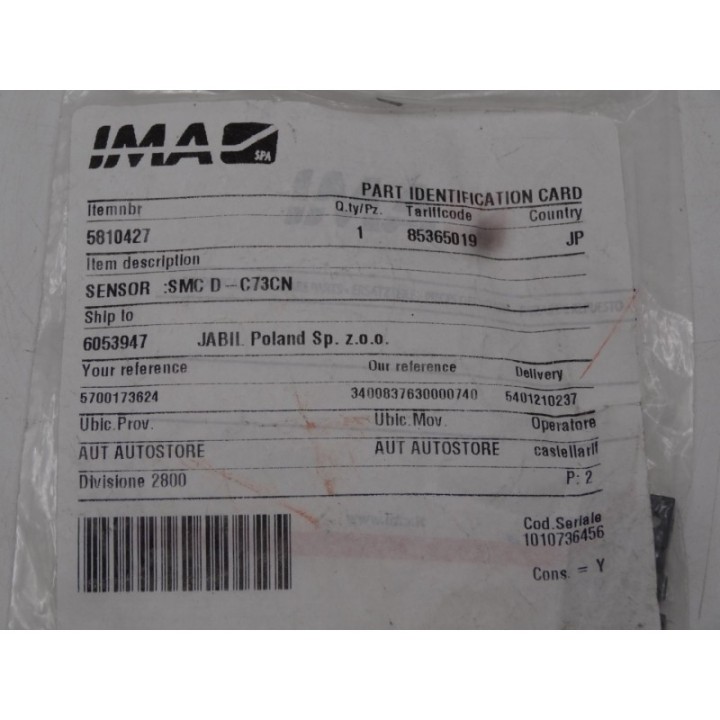 IMA SPA
PART IDENTIFICATION CARD
Itemnbr Q.ty/Pz. Tariffcode Country
5810427 1 85365019 JP
Item description
SENSOR :SMC D-C73CN
Ship to
6053947 JABIL Poland Sp. z.o.o.
Your reference Our reference Delivery
5700173624 3400837630000740 5401210237
Ubic.Prov. Ubic.Mov. Operatore
AUT AUTOSTORE AUT AUTOSTORE castellarif
Divisione 2800 P: 2
Cod.Seriale
1010736456
Cons. = Y